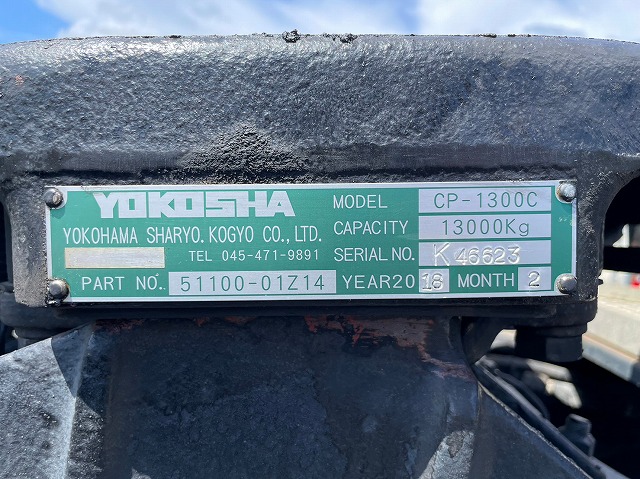 YOKOSHA
YOKOHAMA SHARYO. KOGYO CO., LTD.
TEL 045-471-9891
PART NO. 51100-01Z14
MODEL CP-1300C
CAPACITY 13000Kg
SERIAL NO. K 46623
YEAR20 18 MONTH 2